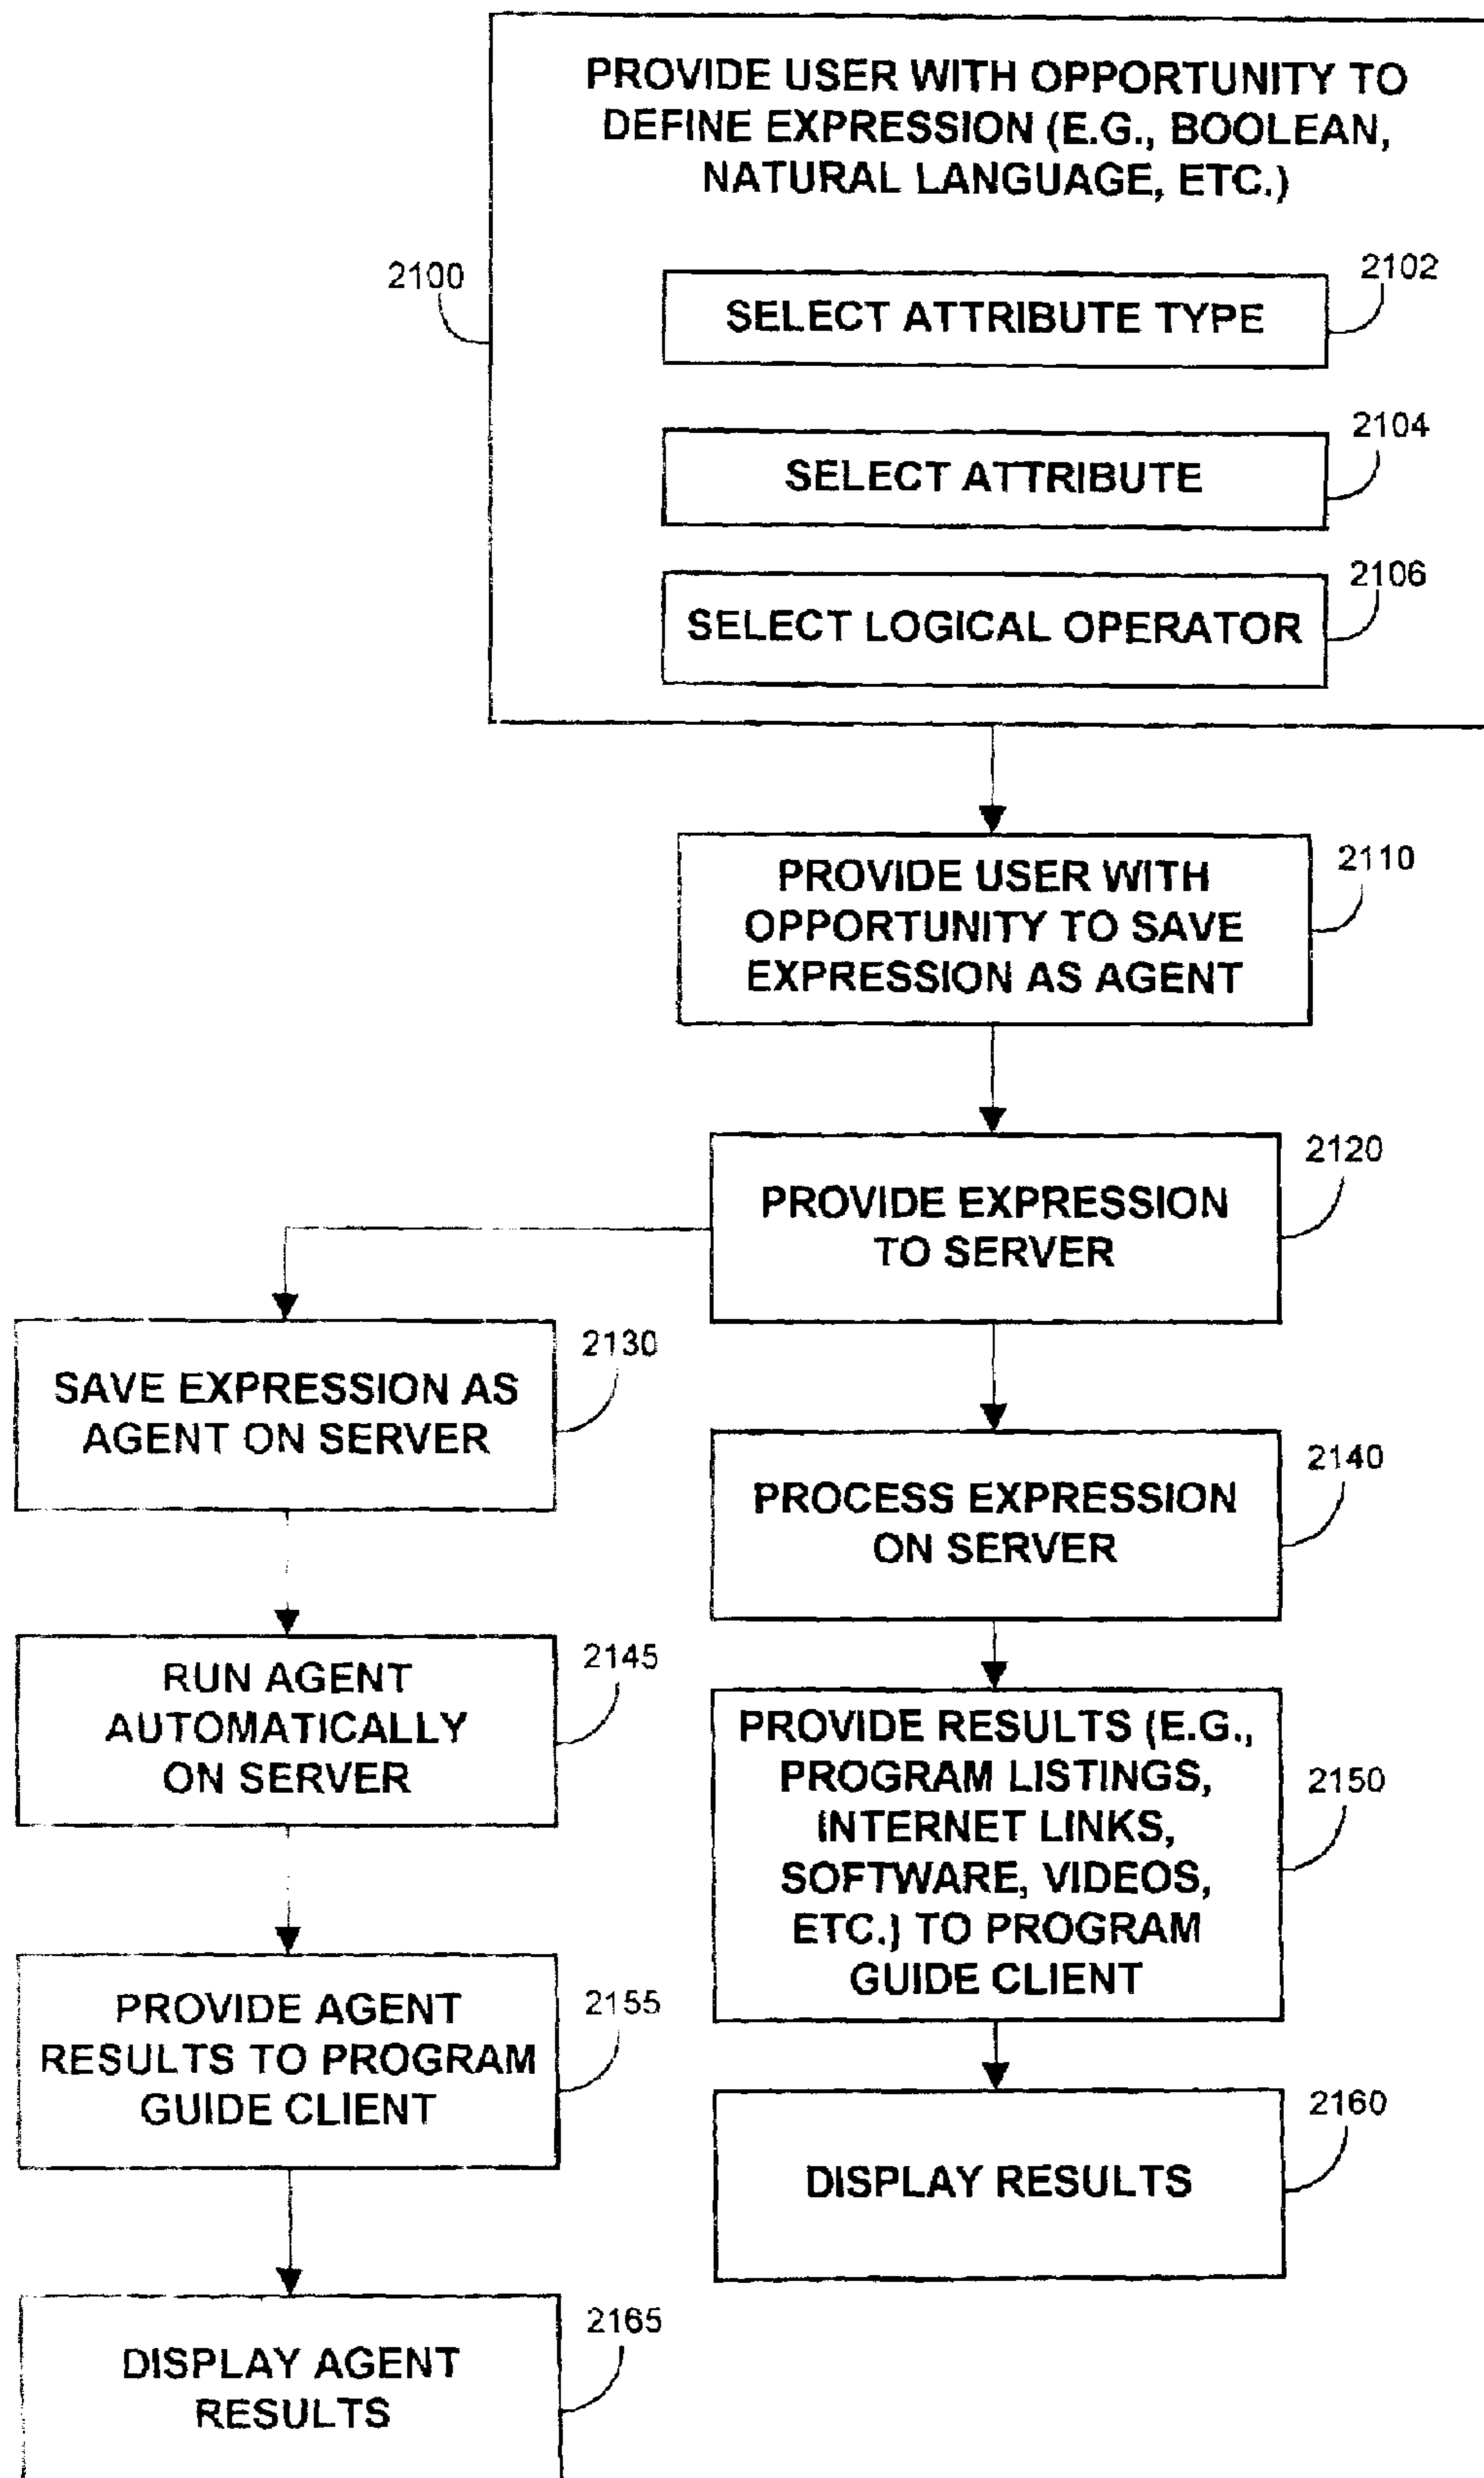 PROVIDE USER WITH OPPORTUNITY TO
DEFINE EXPRESSION (E.G., BOOLEAN,
NATURAL LANGUAGE, ETC.)
2100
2102
SELECT ATTRIBUTE TYPE
2104
SELECT ATTRIBUTE
2106
SELECT LOGICAL OPERATOR
2110
PROVIDE USER WITH
OPPORTUNITY TO SAVE
EXPRESSION AS AGENT
2120
PROVIDE EXPRESSION
TO SERVER
2130
SAVE EXPRESSION AS
AGENT ON SERVER
2140
PROCESS EXPRESSION
ON SERVER
2145
RUN AGENT
AUTOMATICALLY
ON SERVER
2150
PROVIDE RESULTS (E.G.,
PROGRAM LISTINGS,
INTERNET LINKS,
SOFTWARE, VIDEOS,
ETC.) TO PROGRAM
GUIDE CLIENT
2155
PROVIDE AGENT
RESULTS TO PROGRAM
GUIDE CLIENT
2160
DISPLAY RESULTS
2165
DISPLAY AGENT
RESULTS